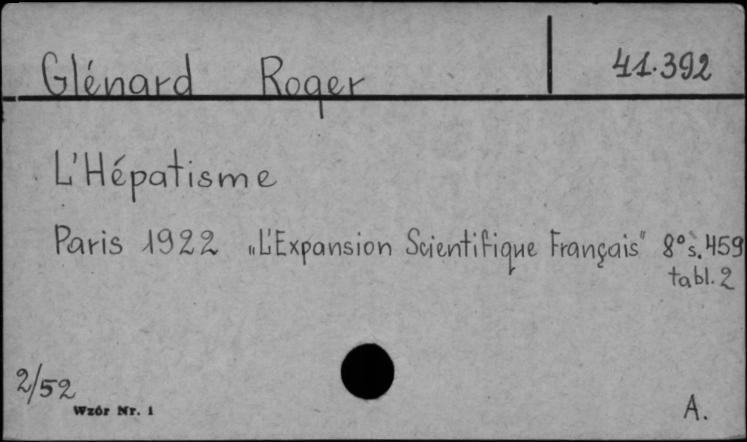 Glénard Roger 41.392
L'Hépatisme
Paris 1922 „L'Expansion Scientifique Français" 8° s. 459
tabl. 2
2/52
Wzór Nr. 1
A.